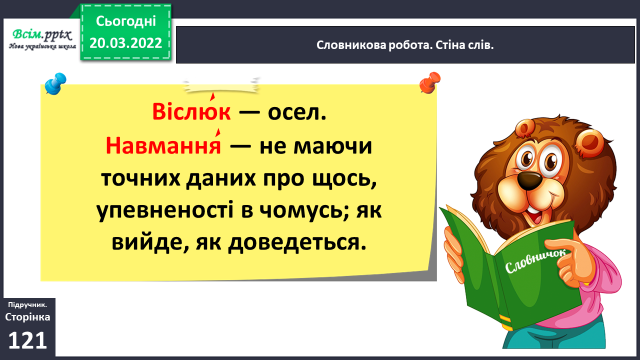 Всім.pptx
Нова українська школа
Сьогодні
20.03.2022
Словникова робота. Стіна слів.
Віслю́к — осел.
Навмання́ — не маючи
точних даних про щось,
упевненості в чомусь; як
вийде, як доведеться.
Словничок
Підручник.
Сторінка
121